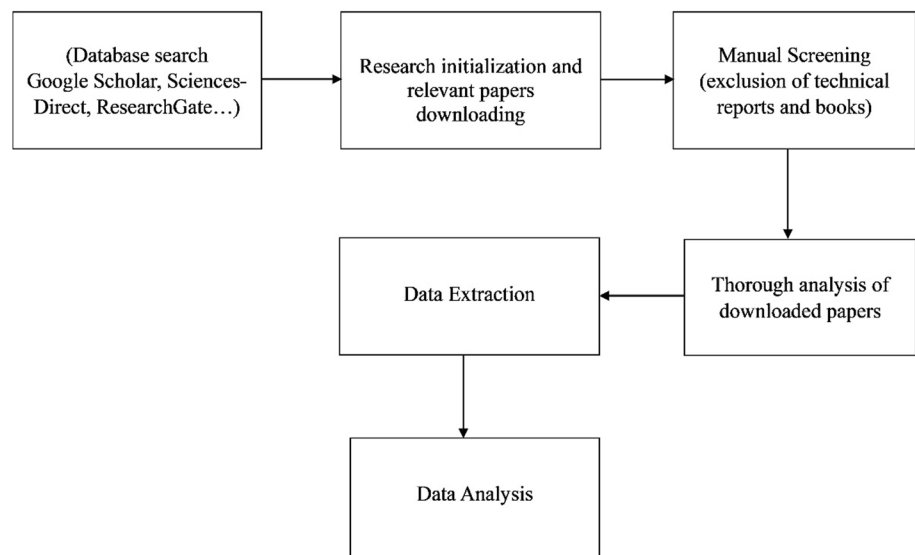 (Database search
Google Scholar, Sciences-
Direct, ResearchGate…)
Research initialization and
relevant papers
downloading
Manual Screening
(exclusion of technical
reports and books)
Thorough analysis of
downloaded papers
Data Extraction
Data Analysis